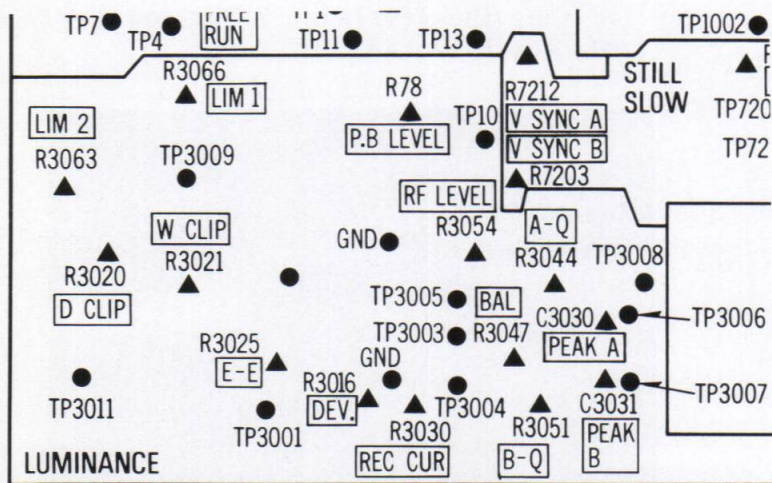 FREE
RUN
TP7
TP4
TP11
TP13
TP1002
R3066
LIM 1
R78
P.B LEVEL
TP10
R7212
V SYNC A
V SYNC B
R7203
STILL
SLOW
TP720
TP72
LIM 2
R3063
TP3009
RF LEVEL
R3054
W CLIP
R3021
GND
A-Q
R3044
TP3008
R3020
D CLIP
TP3005
BAL
C3030
PEAK A
TP3006
TP3003
R3047
R3025
E-E
GND
R3016
DEV.
TP3004
TP3007
C3031
PEAK
B
TP3011
TP3001
R3030
REC CUR
R3051
B-Q
LUMINANCE